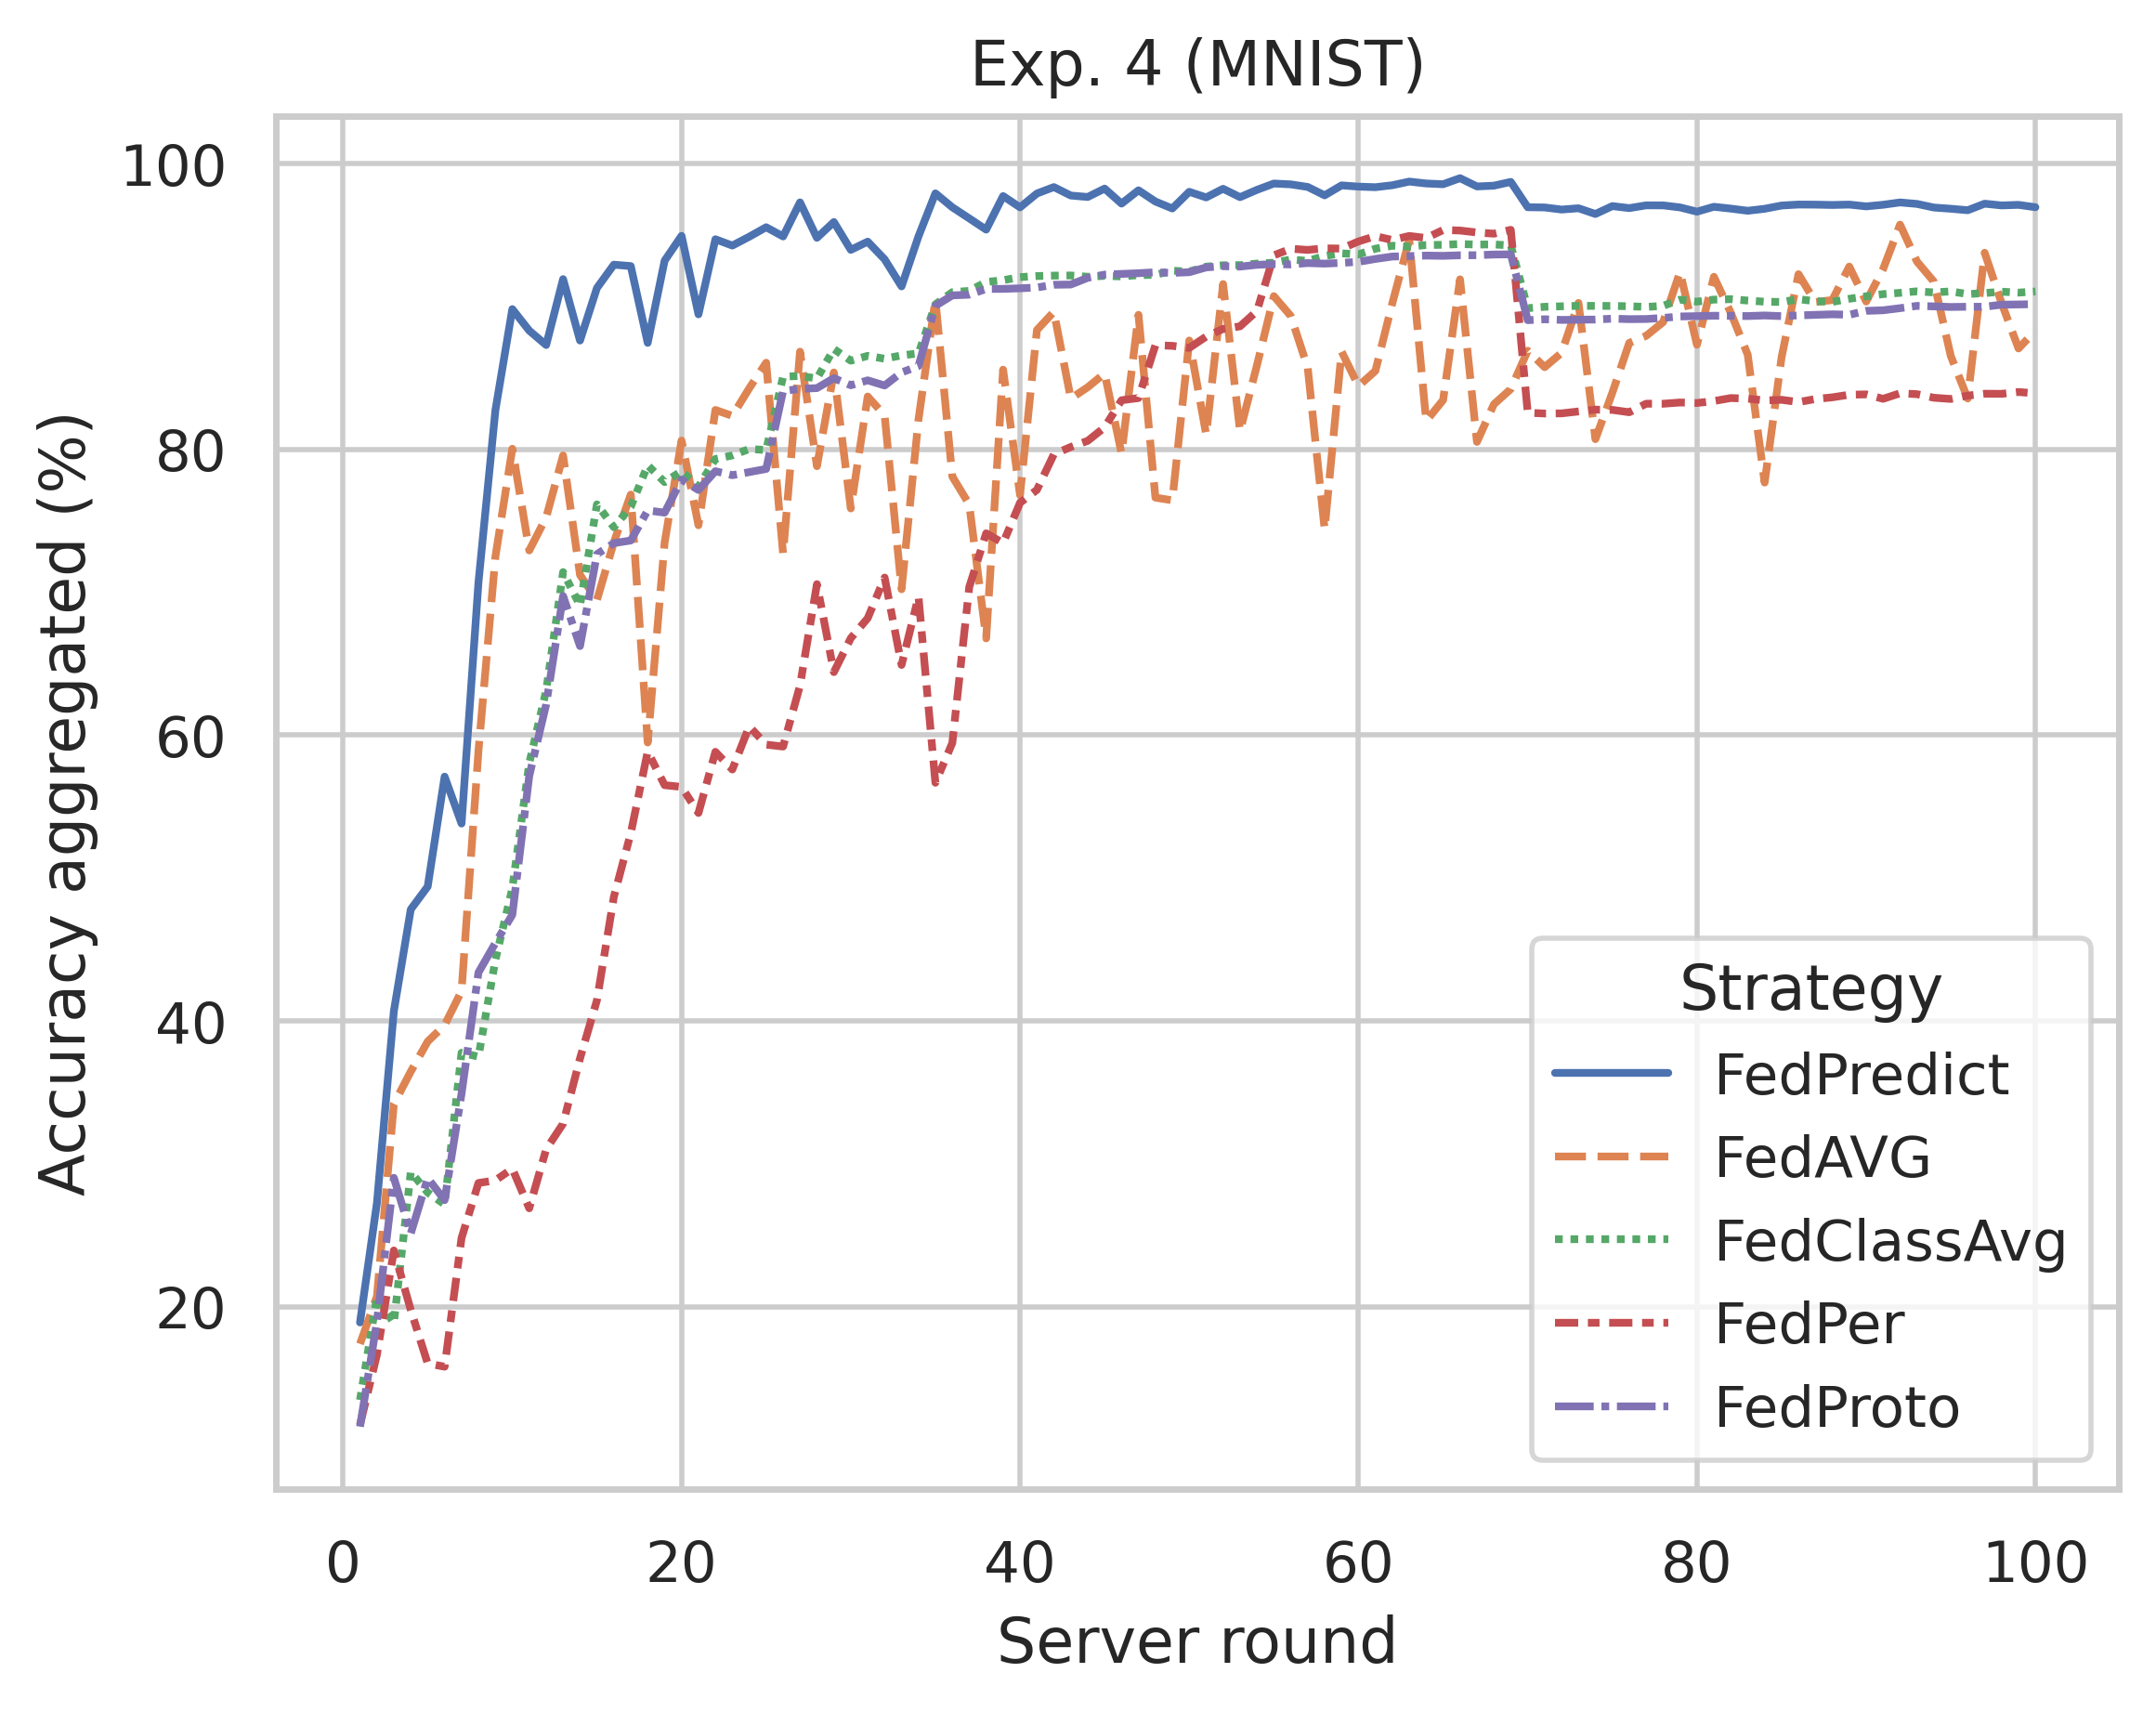 Exp. 4 (MNIST)
Accuracy aggregated (%)
100
80
60
40
20
0 20 40 60 80 100
Server round
Strategy
FedPredict
FedAVG
FedClassAvg
FedPer
FedProto